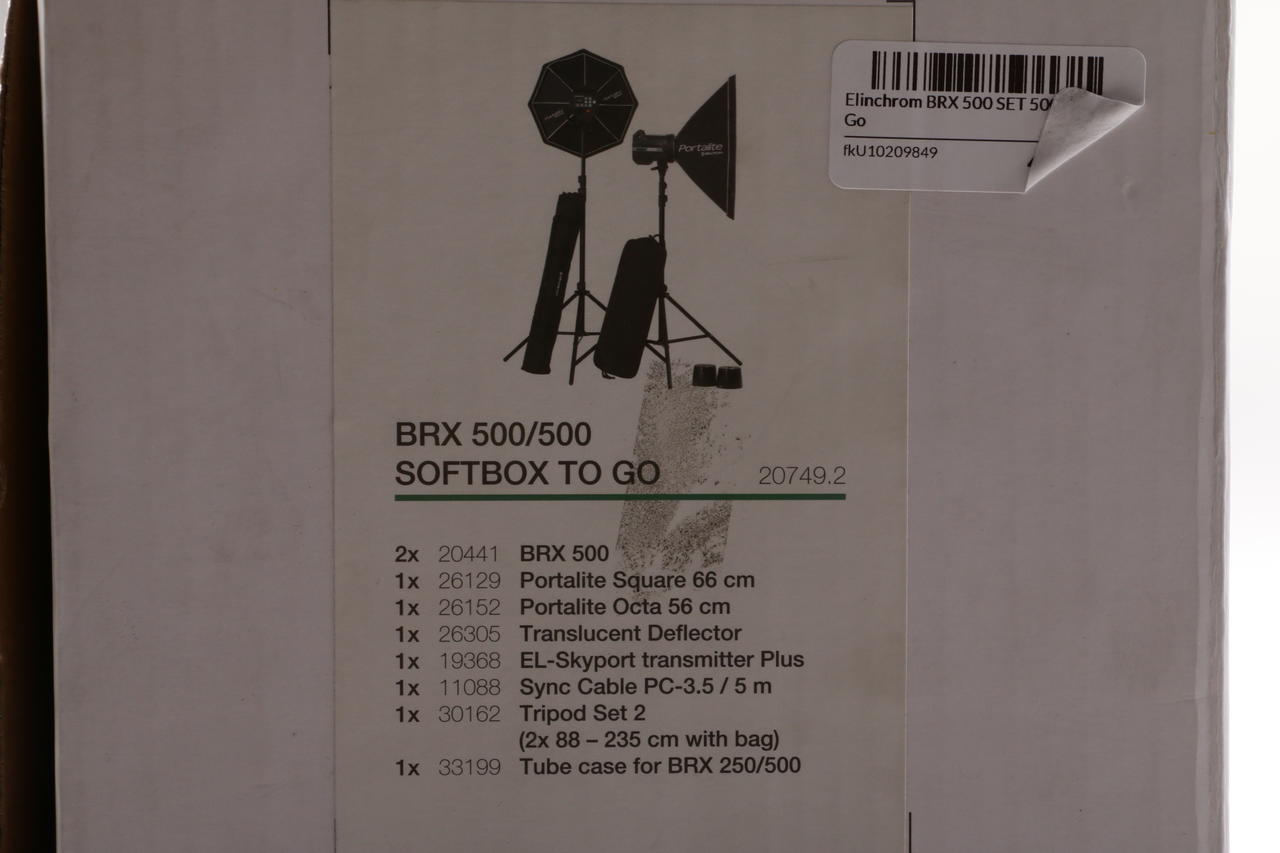 Elinchrom BRX 500 SET
Go
fkU10209849
Portalite
BRX 500/500
SOFTBOX TO GO 20749.2
2x 20441 BRX 500
1x 26129 Portalite Square 66 cm
1x 26152 Portalite Octa 56 cm
1x 26305 Translucent Deflector
1x 19368 EL-Skyport transmitter Plus
1x 11088 Sync Cable PC-3.5 / 5 m
1x 30162 Tripod Set 2
(2x 88 – 235 cm with bag)
1x 33199 Tube case for BRX 250/500